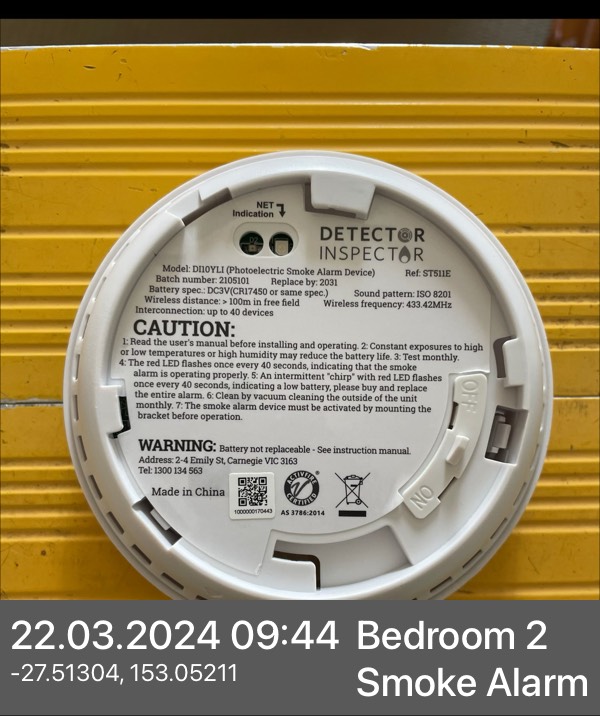 NET
Indication
DETECTOR
INSPECTOR
Model: DI10YLI (Photoelectric Smoke Alarm Device) Ref: ST511E
Batch number: 2105101 Replace by: 2031
Battery spec.: DC3V(CR17450 or same spec.) Sound pattern: ISO 8201
Wireless distance: > 100m in free field Wireless frequency: 433.42MHz
Interconnection: up to 40 devices
CAUTION:
1: Read the user's manual before installing and operating. 2: Constant exposures to high
or low temperatures or high humidity may reduce the battery life. 3: Test monthly.
4: The red LED flashes once every 40 seconds, indicating that the smoke
alarm is operating properly. 5: An intermittent "chirp" with red LED flashes
once every 40 seconds, indicating a low battery, please buy and replace
the entire alarm. 6: Clean by vacuum cleaning the outside of the unit
monthly. 7: The smoke alarm device must be activated by mounting the
bracket before operation.
OFF
ON
WARNING: Battery not replaceable - See instruction manual.
Address: 2-4 Emily St, Carnegie VIC 3163
Tel: 1300 134 563
Made in China
1000000170443
ACTIVFIRE
CERTIFIED
AS 3786:2014
22.03.2024 09:44
-27.51304, 153.05211
Bedroom 2
Smoke Alarm